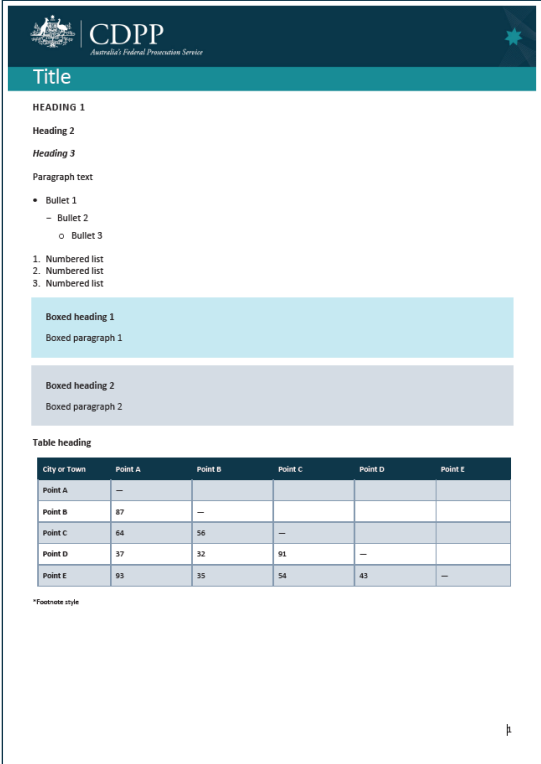 CDPP
Australia's Federal Prosecution Service
Title
HEADING 1
Heading 2
Heading 3
Paragraph text
• Bullet 1
– Bullet 2
o Bullet 3
1. Numbered list
2. Numbered list
3. Numbered list
Boxed heading 1
Boxed paragraph 1
Boxed heading 2
Boxed paragraph 2
Table heading
City or Town Point A Point B Point C Point D Point E
Point A —
Point B 87 —
Point C 64 56 —
Point D 37 32 91 —
Point E 93 35 54 43 —
*Footnote style
1